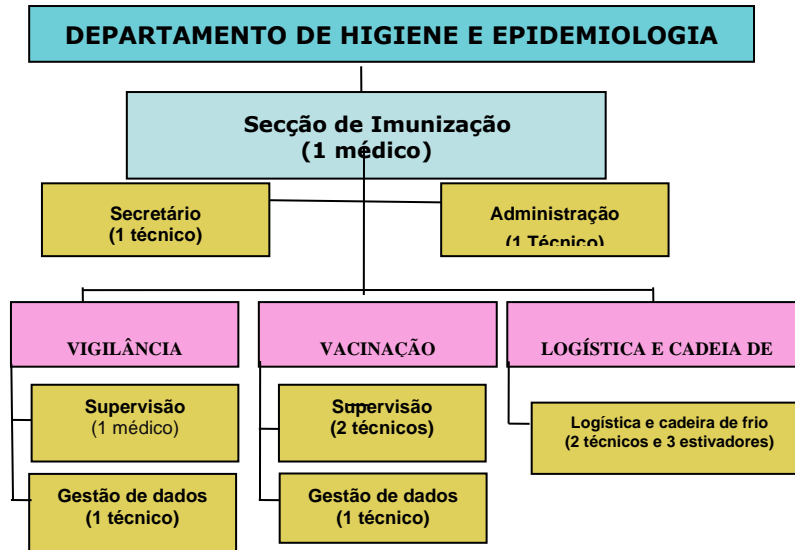 DEPARTAMENTO DE HIGIENE E EPIDEMIOLOGIA
Secção de Imunização
(1 médico)
Secretário
(1 técnico)
Administração
(1 Técnico)
VIGILÂNCIA
VACINAÇÃO
LOGÍSTICA E CADEIA DE
Supervisão
(1 médico)
Supervisão
(2 técnicos)
Logística e cadeira de frio
(2 técnicos e 3 estivadores)
Gestão de dados
(1 técnico)
Gestão de dados
(1 técnico)